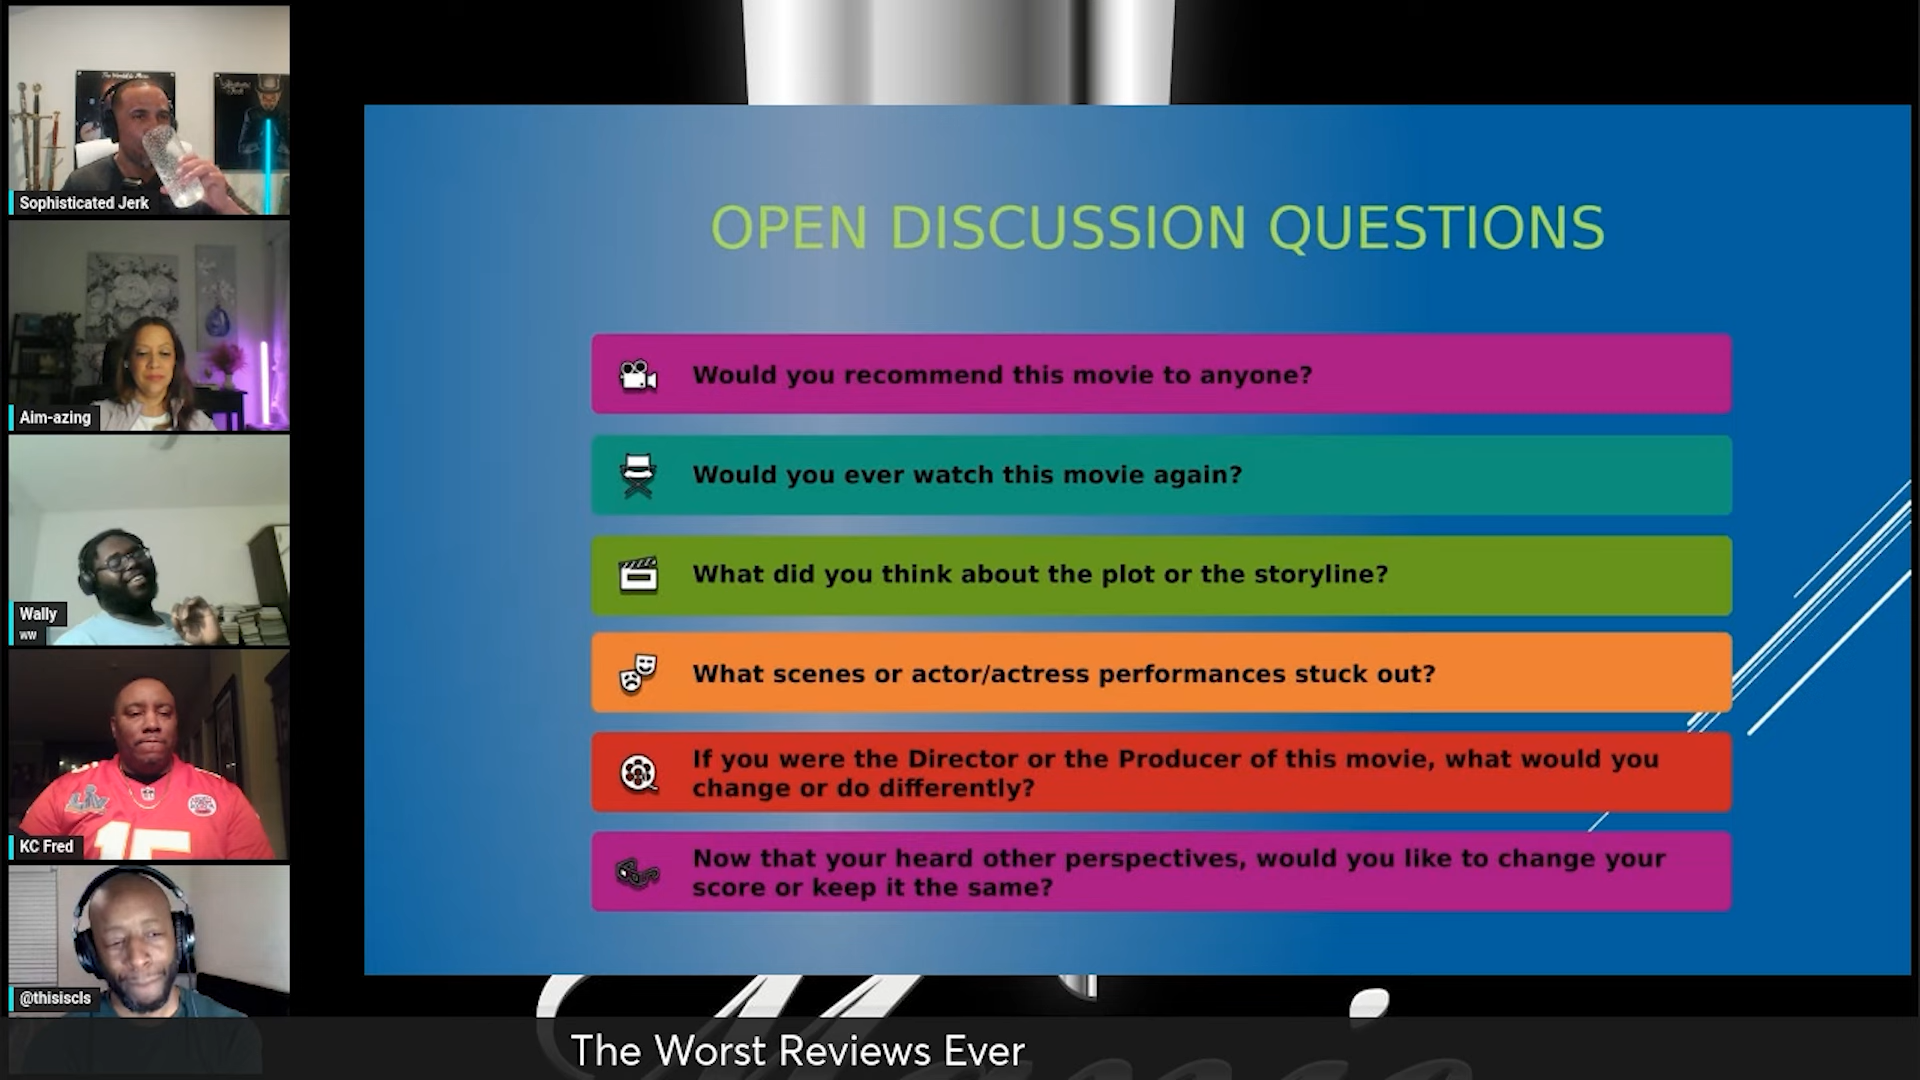 Sophisticated Jerk
Aim-azing
Wally
WW
KC Fred
LIV
15
@thisiscls
OPEN DISCUSSION QUESTIONS
Would you recommend this movie to anyone?
Would you ever watch this movie again?
What did you think about the plot or the storyline?
What scenes or actor/actress performances stuck out?
If you were the Director or the Producer of this movie, what would you
change or do differently?
Now that your heard other perspectives, would you like to change your
score or keep it the same?
The Worst Reviews Ever